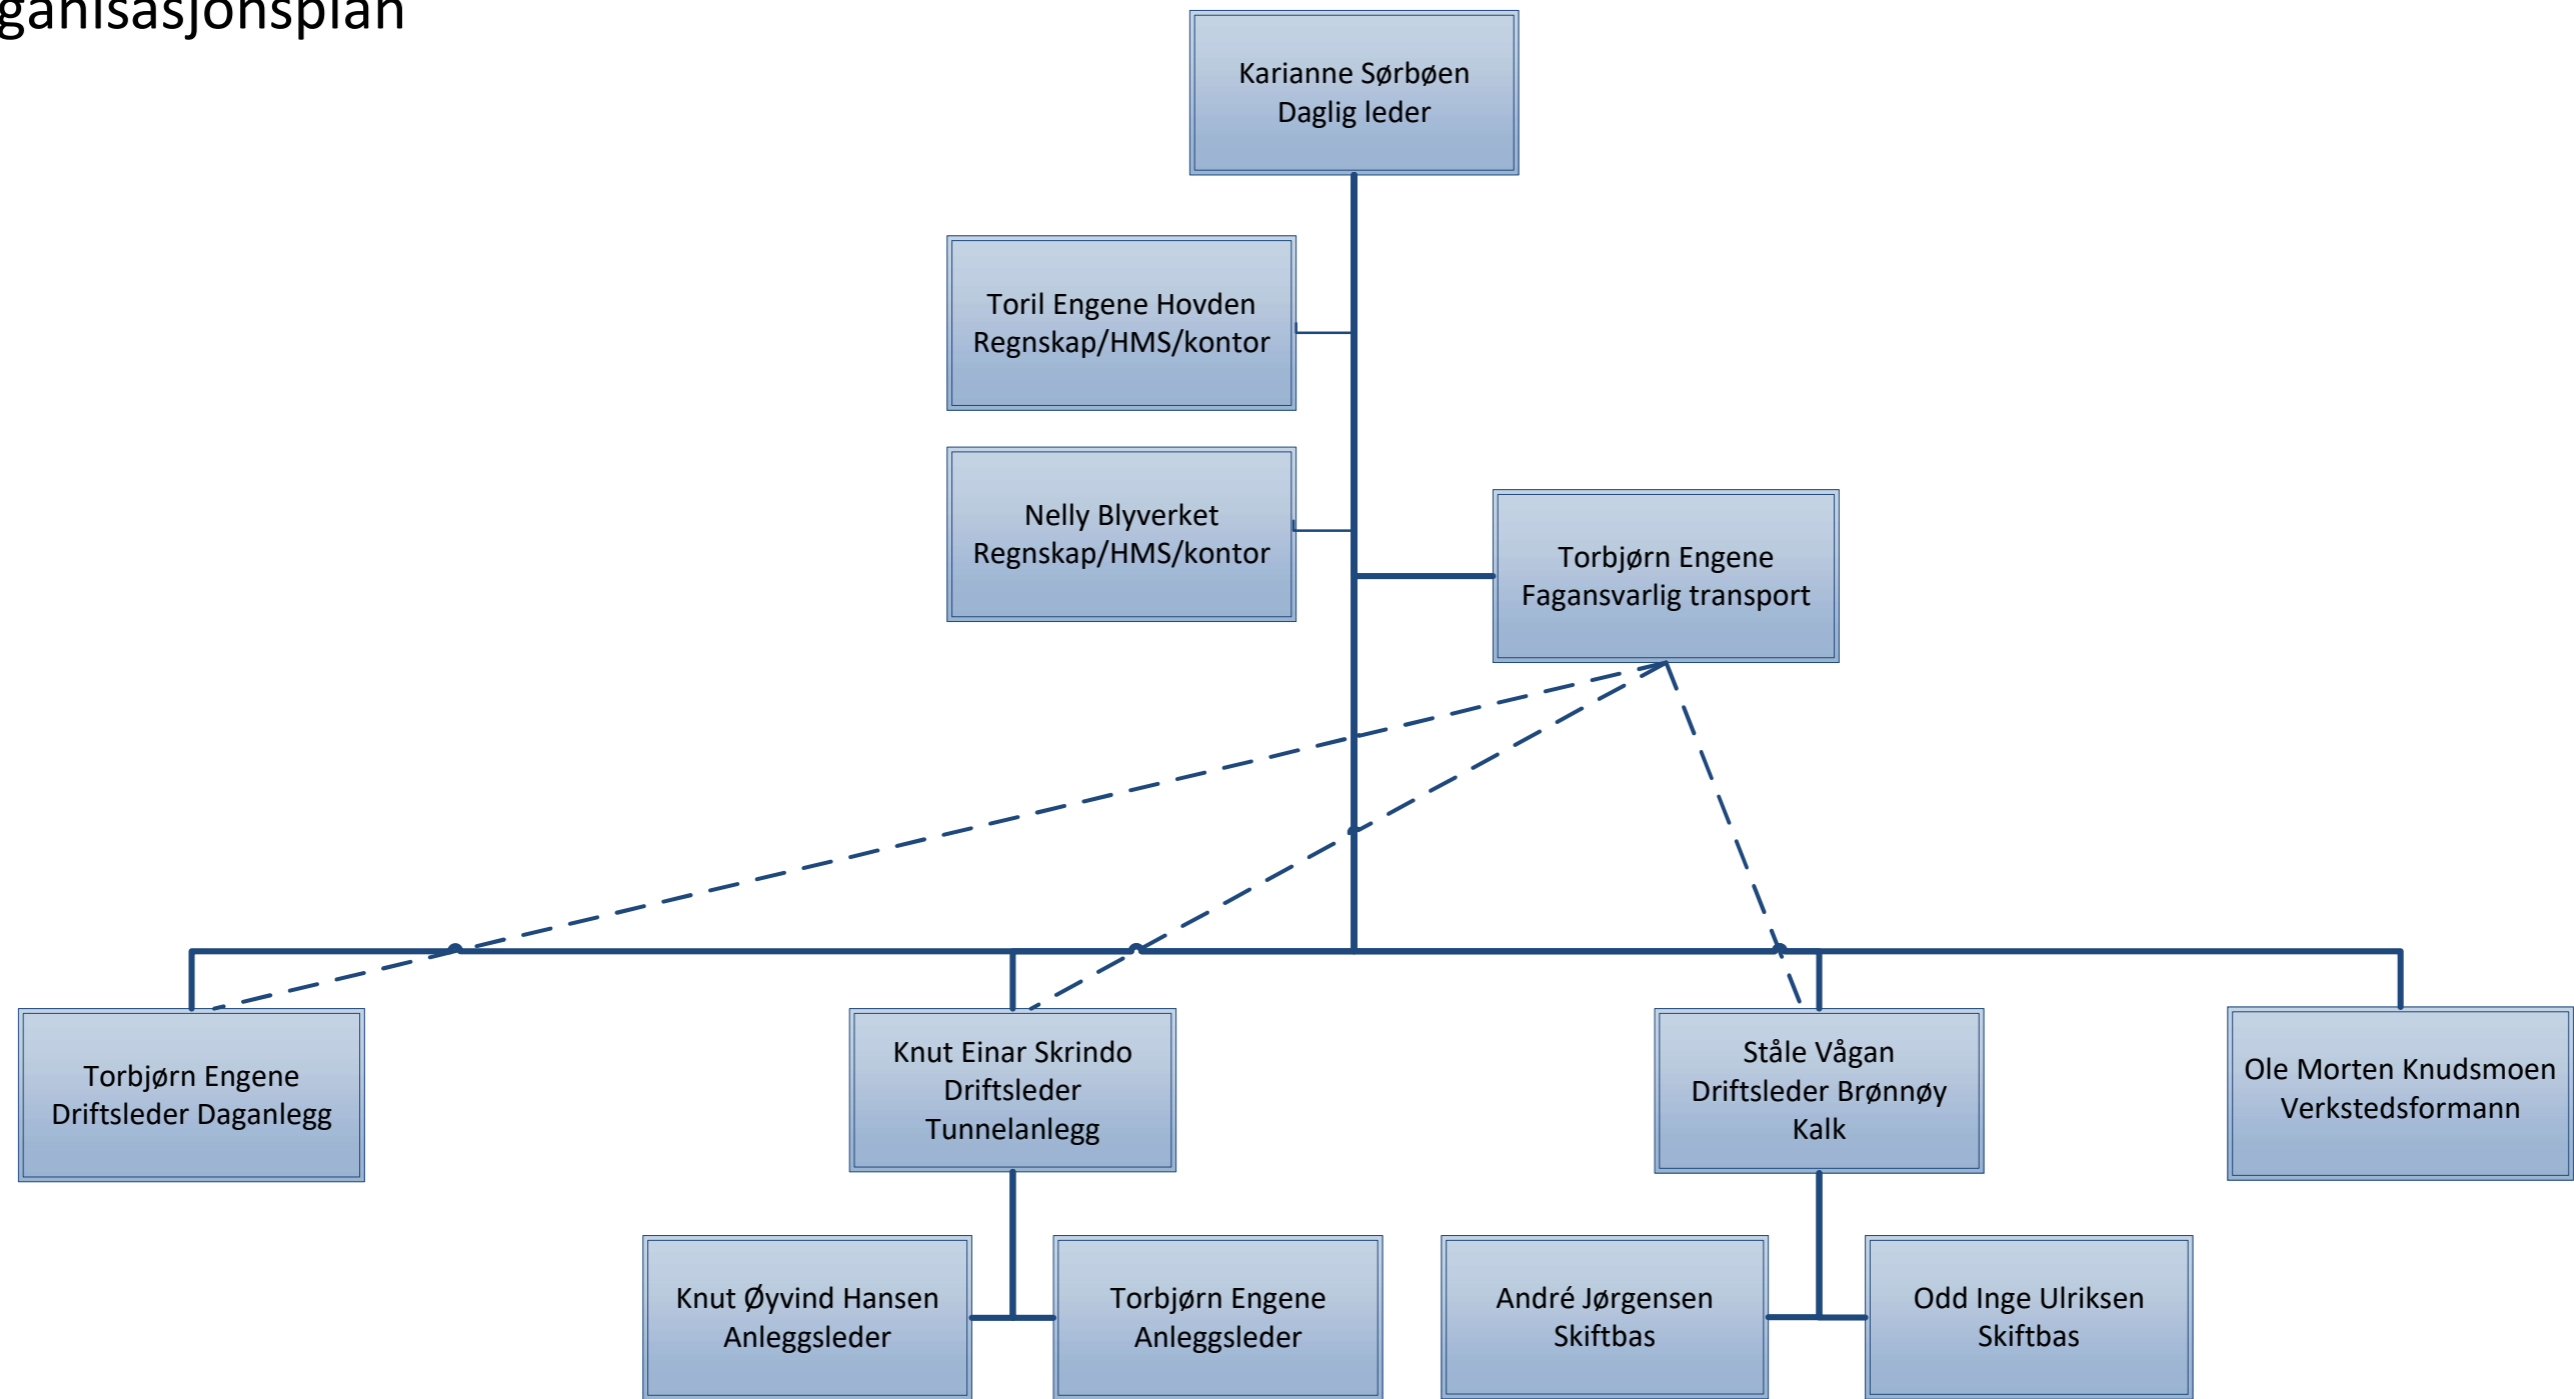 ganisasjonsplan
Karianne Sørbøen
Daglig leder
Toril Engene Hovden
Regnskap/HMS/kontor
Nelly Blyverket
Regnskap/HMS/kontor
Torbjørn Engene
Fagansvarlig transport
Torbjørn Engene
Driftsleder Daganlegg
Knut Einar Skrindo
Driftsleder
Tunnelanlegg
Ståle Vågan
Driftsleder Brønnøy
Kalk
Ole Morten Knudsmoen
Verkstedsformann
Knut Øyvind Hansen
Anleggsleder
Torbjørn Engene
Anleggsleder
André Jørgensen
Skiftbas
Odd Inge Ulriksen
Skiftbas